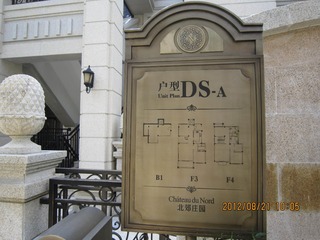 户型
Unit Plan DS-A
B1 F3 F4
Château du Nord
北郊庄园
2012/08/21 10:05